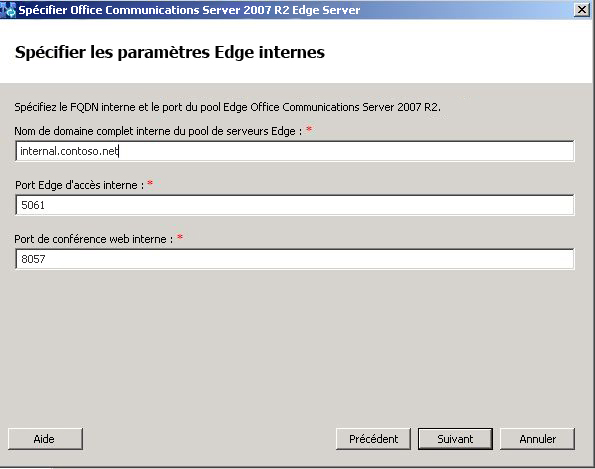 Spécifier Office Communications Server 2007 R2 Edge Server
Spécifier les paramètres Edge internes
Spécifiez le FQDN interne et le port du pool Edge Office Communications Server 2007 R2.
Nom de domaine complet interne du pool de serveurs Edge : *
internal.contoso.net
Port Edge d'accès interne : *
5061
Port de conférence web interne : *
8057
Aide
Précédent
Suivant
Annuler